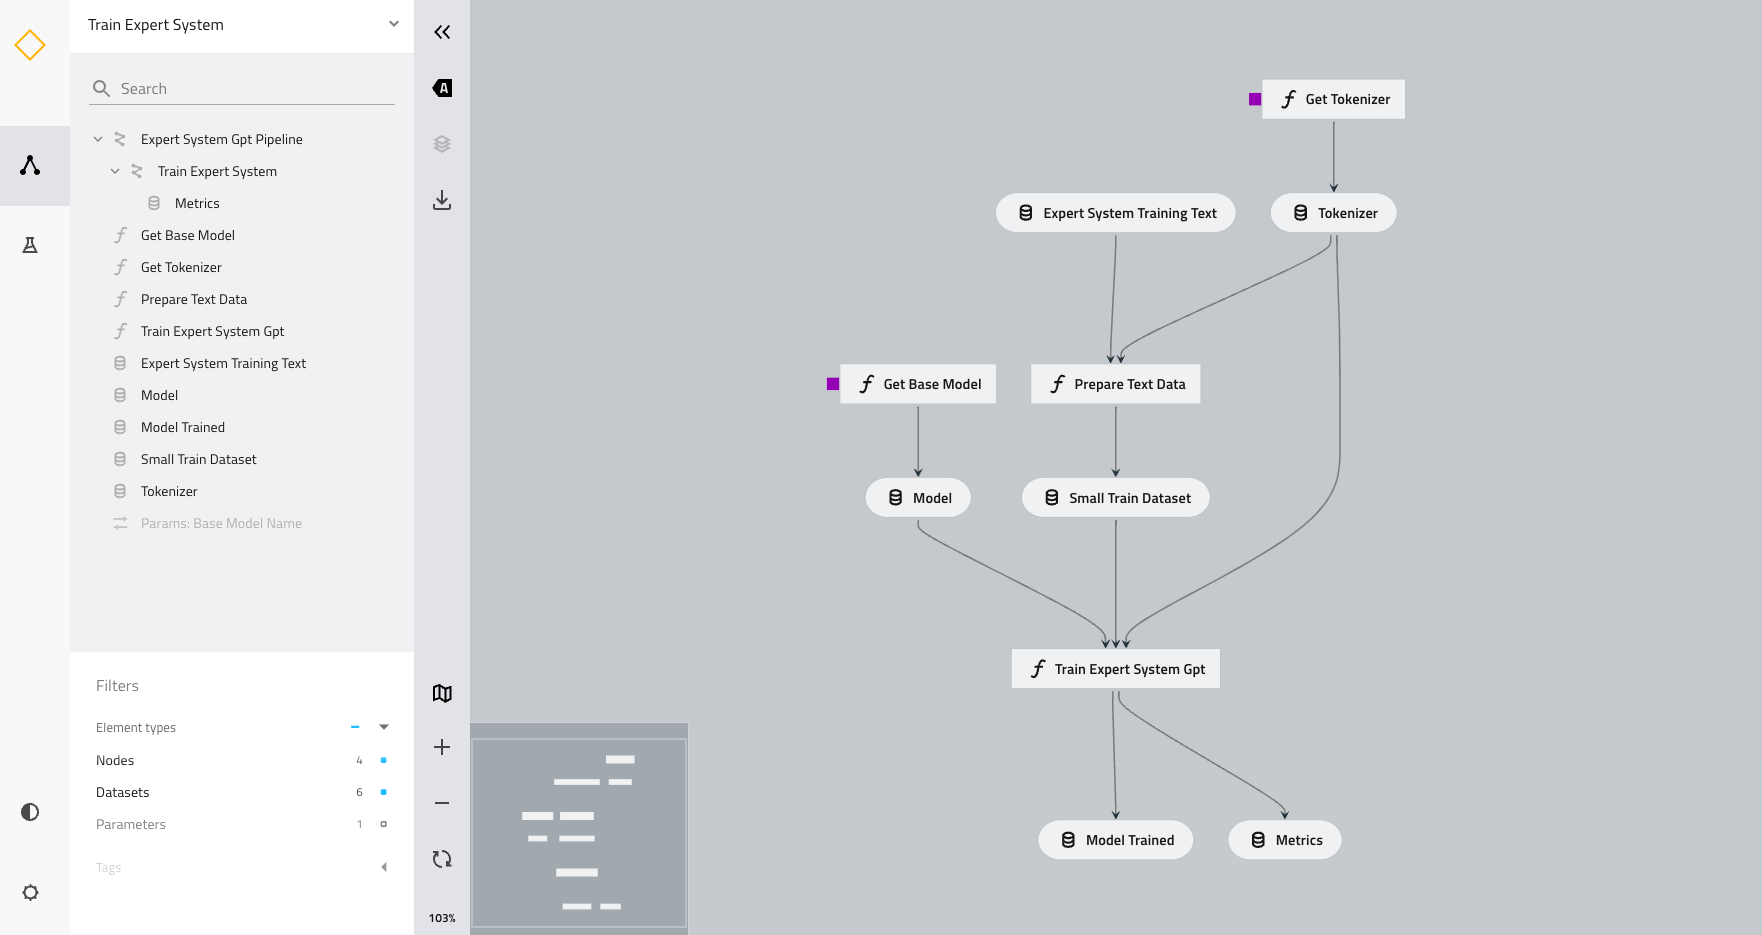 Train Expert System
Search
Expert System Gpt Pipeline
Train Expert System
Metrics
Get Base Model
Get Tokenizer
Prepare Text Data
Train Expert System Gpt
Expert System Training Text
Model
Model Trained
Small Train Dataset
Tokenizer
Params: Base Model Name
Filters
Element types
Nodes 4
Datasets 6
Parameters 1
Tags
A
103%
Get Tokenizer
Expert System Training Text
Tokenizer
Get Base Model
Prepare Text Data
Model
Small Train Dataset
Train Expert System Gpt
Model Trained
Metrics